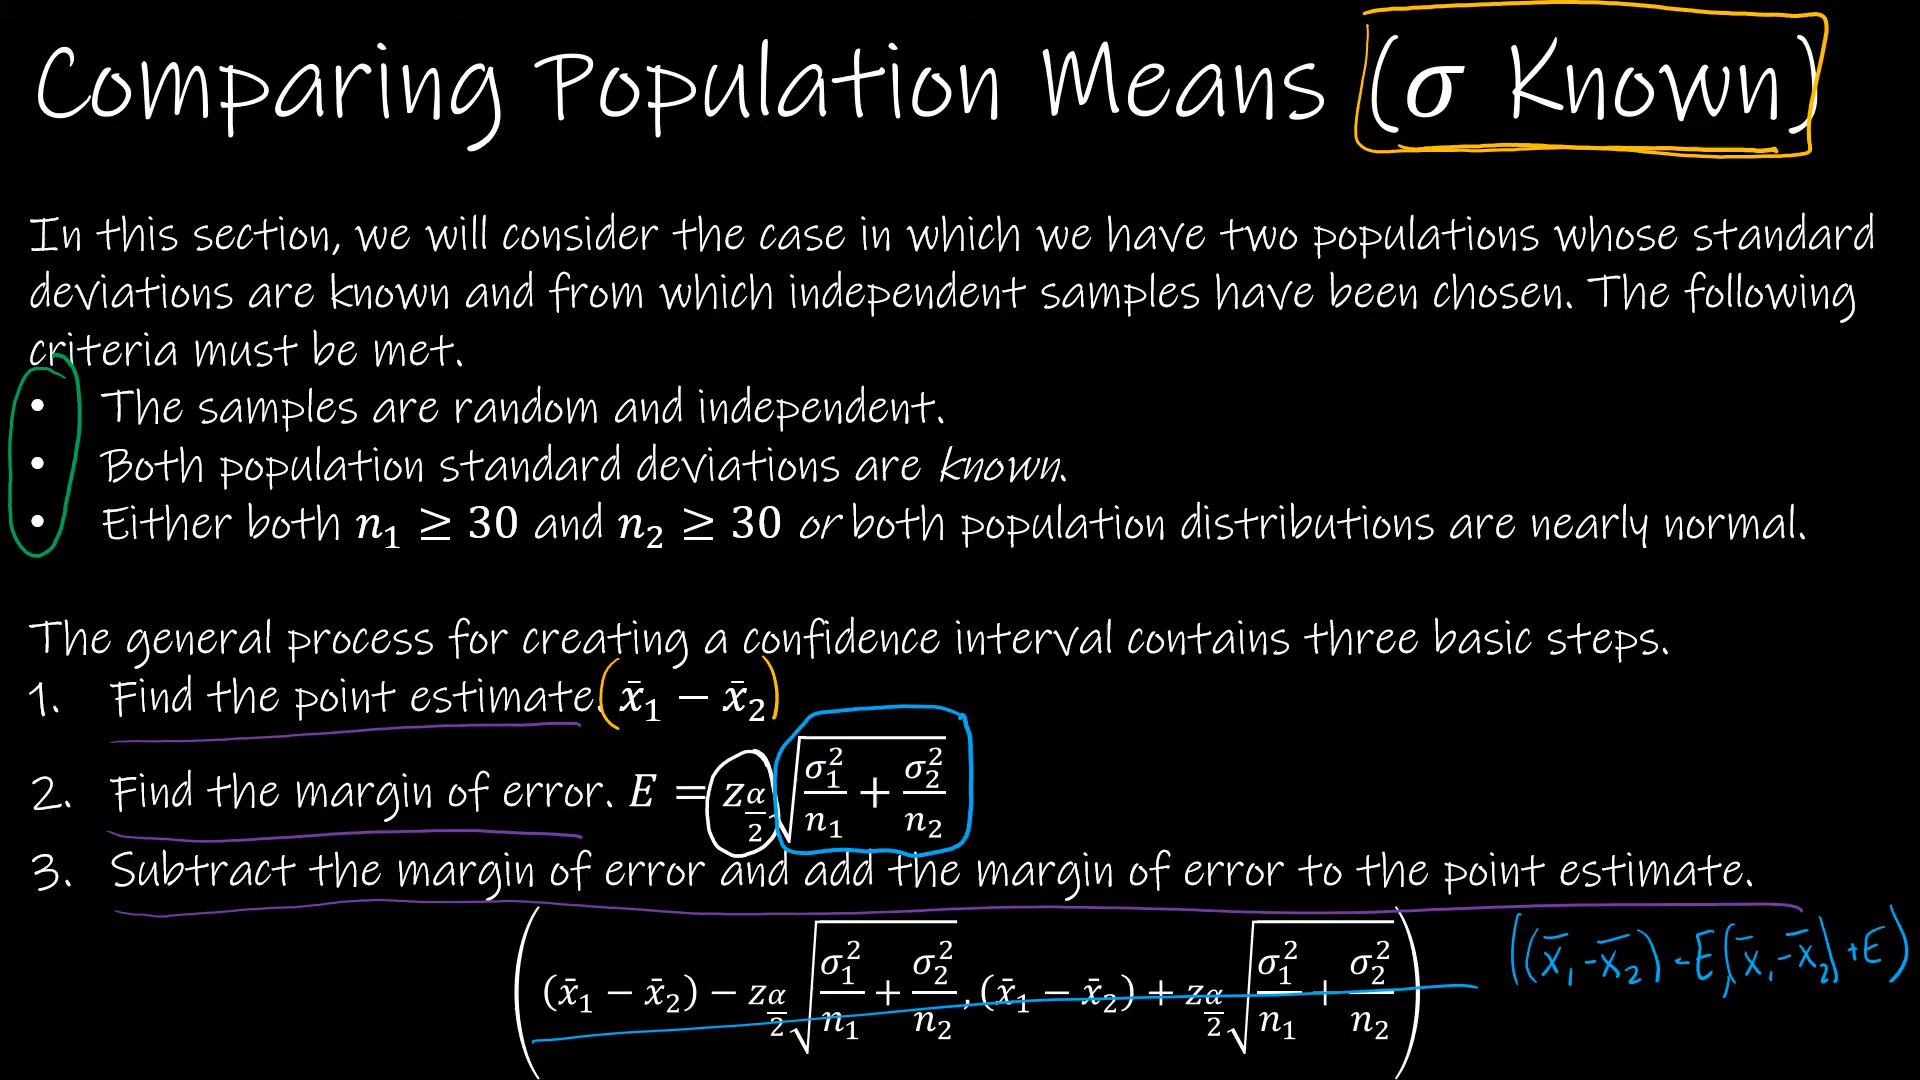 Comparing Population Means (σ Known)
In this section, we will consider the case in which we have two populations whose standard
deviations are known and from which independent samples have been chosen. The following
criteria must be met.
• The samples are random and independent.
• Both population standard deviations are known.
• Either both n₁ ≥ 30 and n₂ ≥ 30 or both population distributions are nearly normal.
The general process for creating a confidence interval contains three basic steps.
1. Find the point estimate. (x̄₁ − x̄₂)
2. Find the margin of error. E = z_{α/2} √(σ₁²/n₁ + σ₂²/n₂)
3. Subtract the margin of error and add the margin of error to the point estimate.
((x̄₁ − x̄₂) − z_{α/2} √(σ₁²/n₁ + σ₂²/n₂), (x̄₁ − x̄₂) + z_{α/2} √(σ₁²/n₁ + σ₂²/n₂))
((x̄₁ - x̄₂) - E, (x̄₁ - x̄₂) + E)